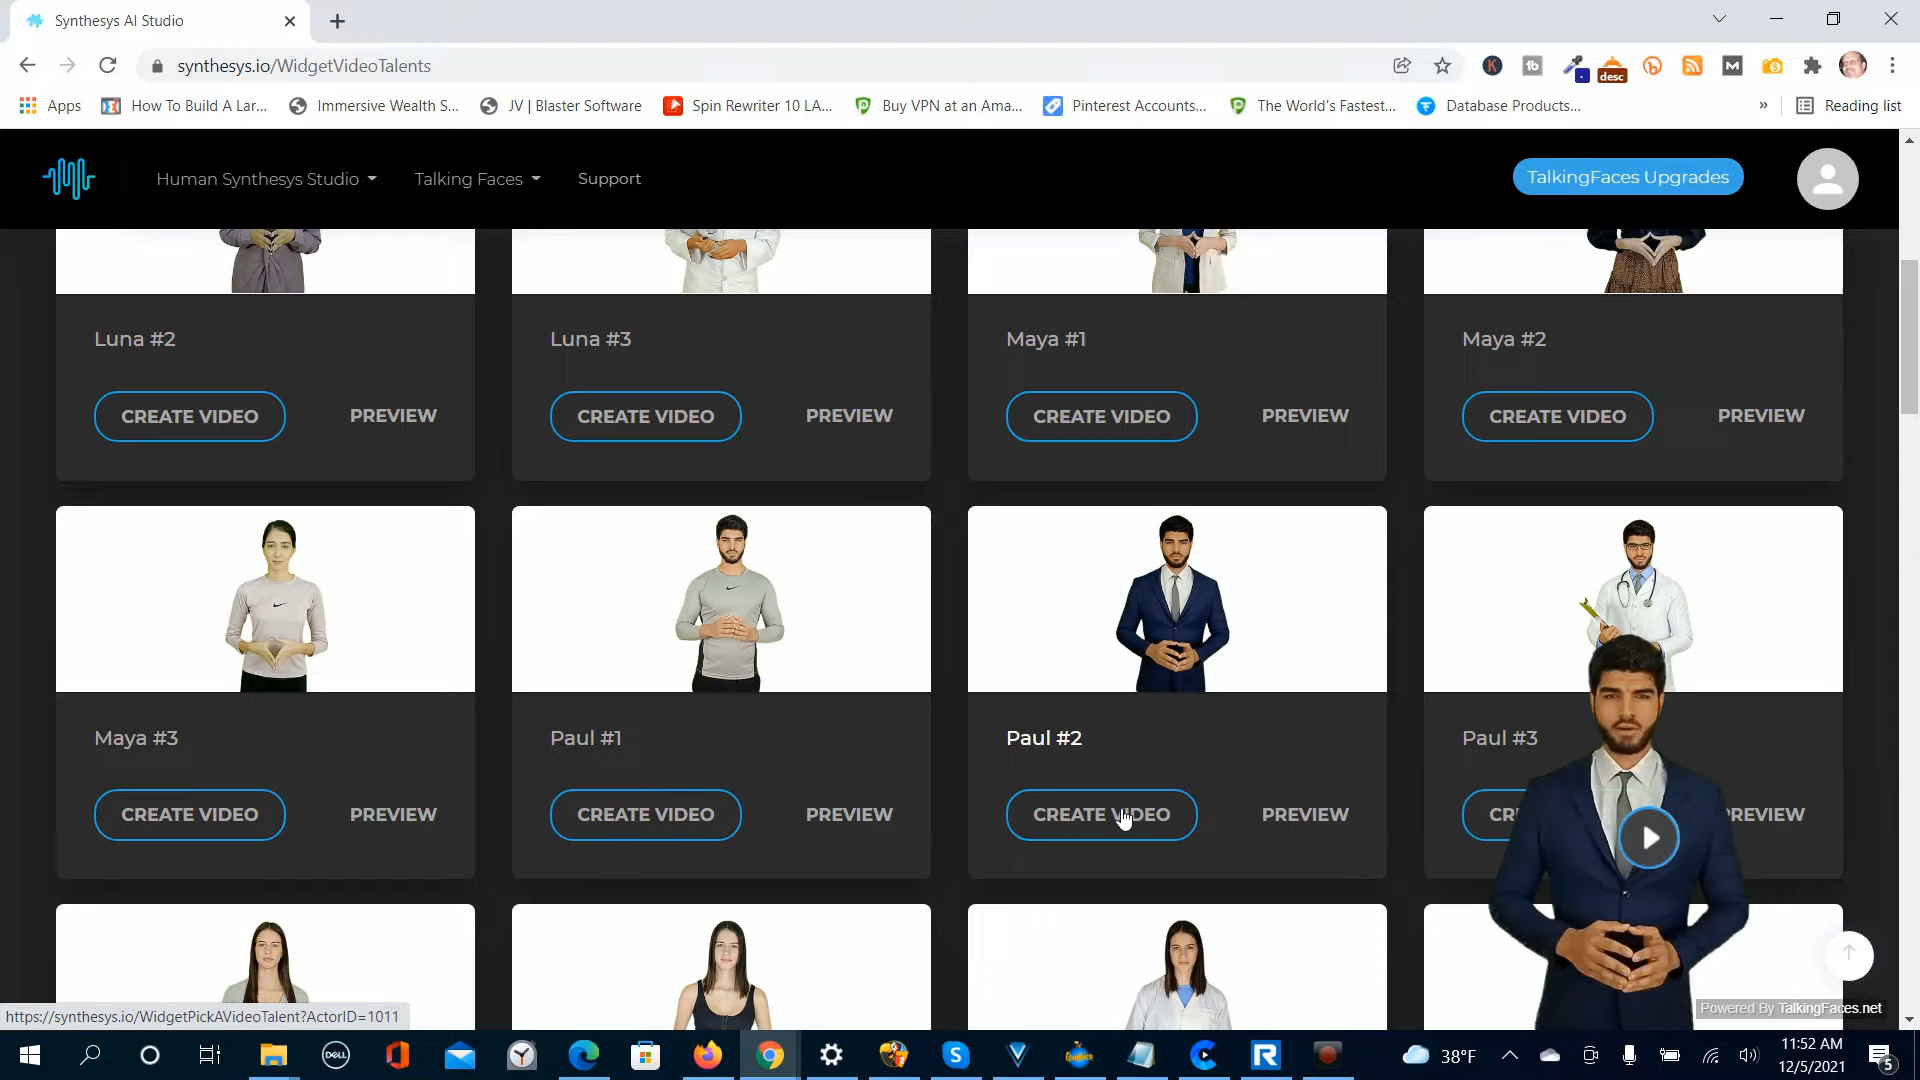 Synthesys AI Studio
synthesys.io/WidgetVideoTalents
K
tb
desc
M
Apps
How To Build A Lar...
Immersive Wealth S...
JV | Blaster Software
Spin Rewriter 10 LA...
Buy VPN at an Ama...
Pinterest Accounts...
The World's Fastest...
Database Products...
»
Reading list
Human Synthesys Studio
Talking Faces
Support
TalkingFaces Upgrades
Luna #2
Luna #3
Maya #1
Maya #2
CREATE VIDEO PREVIEW
CREATE VIDEO PREVIEW
CREATE VIDEO PREVIEW
CREATE VIDEO PREVIEW
Maya #3
Paul #1
Paul #2
Paul #3
CREATE VIDEO PREVIEW
CREATE VIDEO PREVIEW
CREATE VIDEO PREVIEW
CR REVIEW
Powered By TalkingFaces.net
https://synthesys.io/WidgetPickAVideoTalent?ActorID=1011
DELL
38°F
11:52 AM
12/5/2021
5